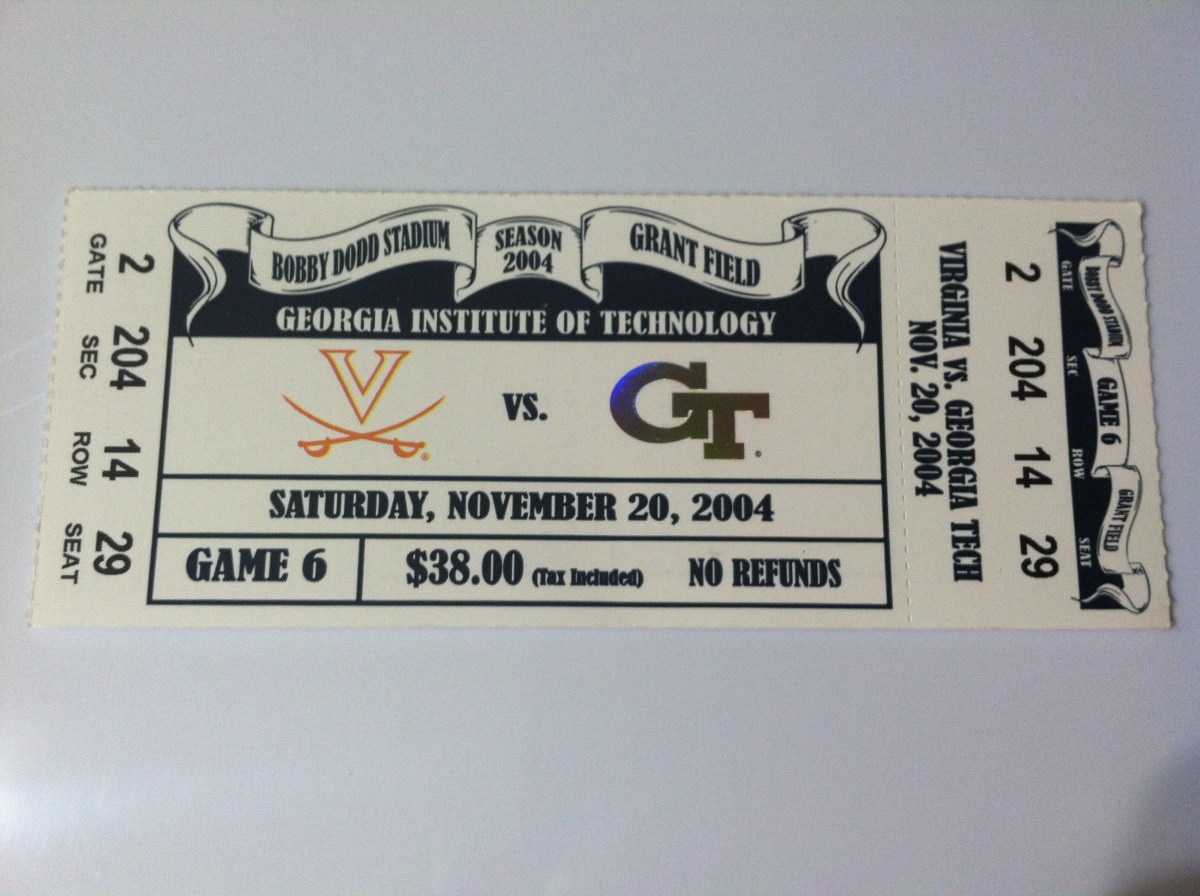 GATE 2
SEC 204
ROW 14
SEAT 29
BOBBY DODD STADIUM
SEASON
2004
GRANT FIELD
GEORGIA INSTITUTE OF TECHNOLOGY
V
VS.
GT
SATURDAY, NOVEMBER 20, 2004
GAME 6
$38.00 (Tax Included)
NO REFUNDS
VIRGINIA VS. GEORGIA TECH
NOV. 20, 2004
2 204 14 29
GATE SEC ROW SEAT
BOBBY DODD STADIUM
GAME 6
GRANT FIELD